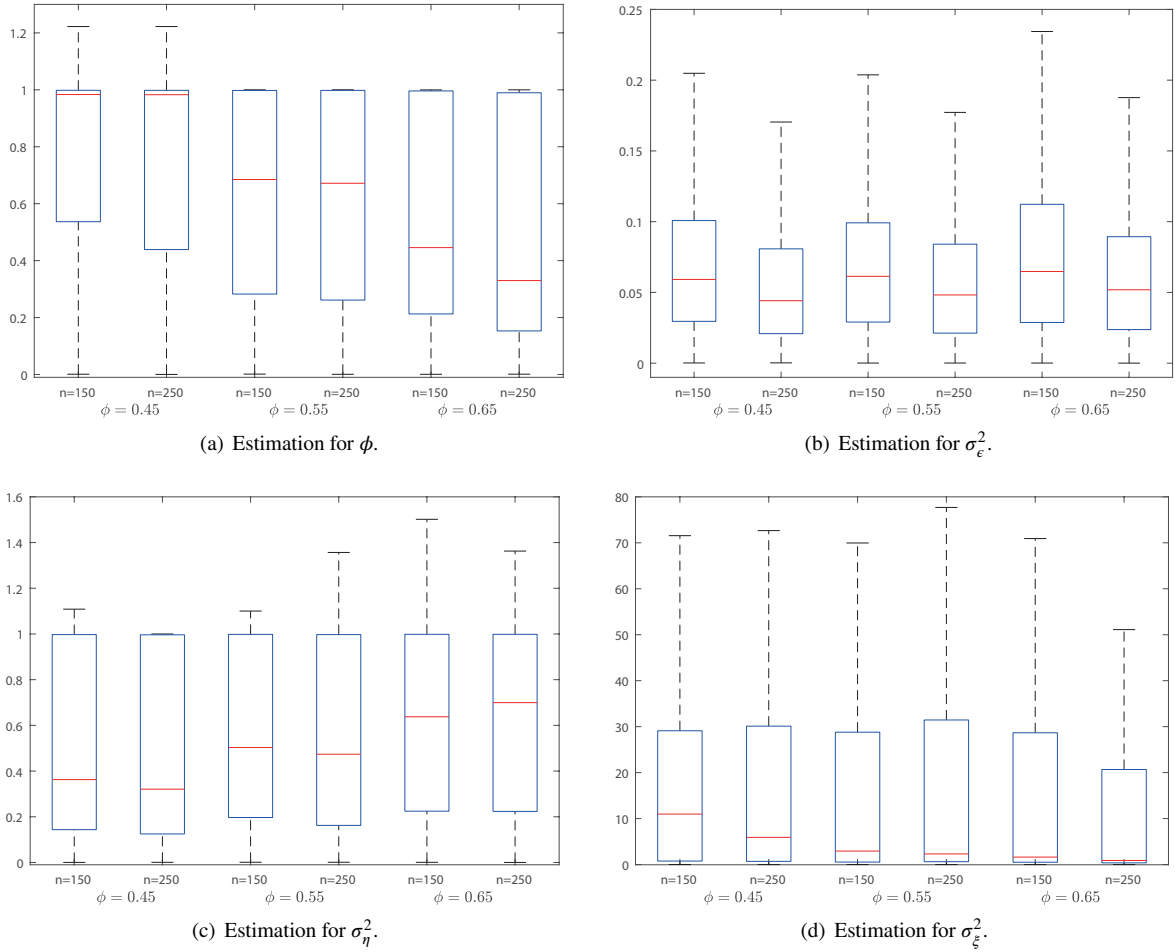 1.2
1
0.8
0.6
0.4
0.2
0
n=150 n=250 n=150 n=250 n=150 n=250
ϕ = 0.45 ϕ = 0.55 ϕ = 0.65
(a) Estimation for ϕ.
0.25
0.2
0.15
0.1
0.05
0
n=150 n=250 n=150 n=250 n=150 n=250
ϕ = 0.45 ϕ = 0.55 ϕ = 0.65
(b) Estimation for σ²_ϵ.
1.6
1.4
1.2
1
0.8
0.6
0.4
0.2
0
n=150 n=250 n=150 n=250 n=150 n=250
ϕ = 0.45 ϕ = 0.55 ϕ = 0.65
(c) Estimation for σ²_η.
80
70
60
50
40
30
20
10
0
n=150 n=250 n=150 n=250 n=150 n=250
ϕ = 0.45 ϕ = 0.55 ϕ = 0.65
(d) Estimation for σ²_ξ.